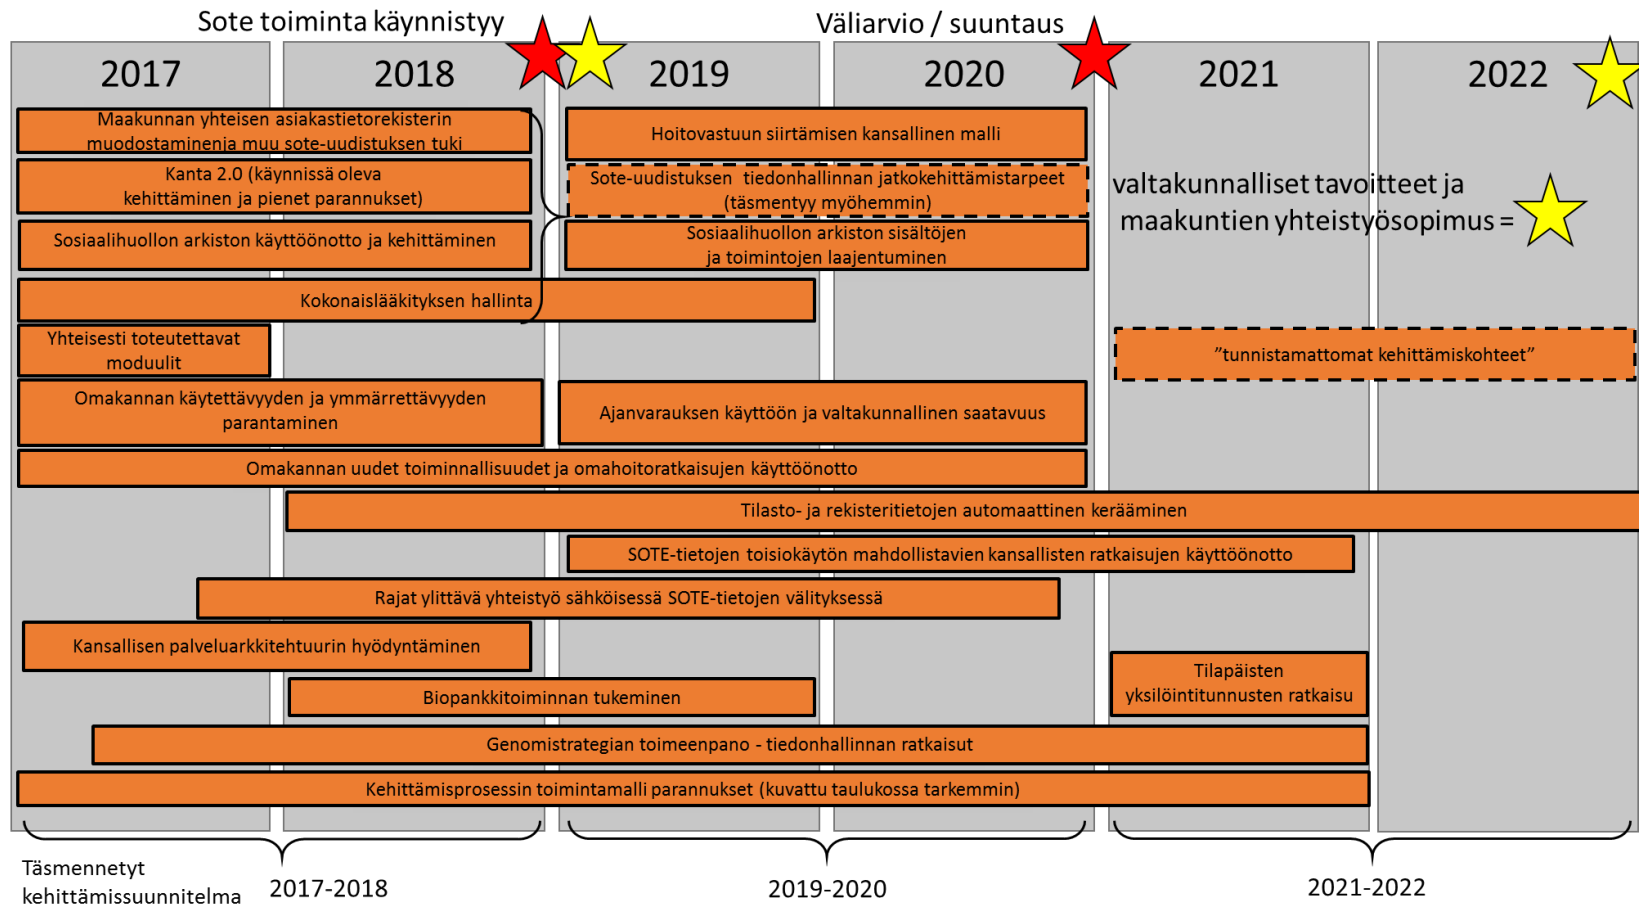 Sote toiminta käynnistyy
Väliarvio / suuntaus
2017
2018
2019
2020
2021
2022
Maakunnan yhteisen asiakastietorekisterin
muodostaminenja muu sote-uudistuksen tuki
Hoitovastuun siirtämisen kansallinen malli
Kanta 2.0 (käynnissä oleva
kehittäminen ja pienet parannukset)
Sote-uudistuksen tiedonhallinnan jatkokehittämistarpeet
(täsmentyy myöhemmin)
valtakunnalliset tavoitteet ja
maakuntien yhteistyösopimus =
Sosiaalihuollon arkiston käyttöönotto ja kehittäminen
Sosiaalihuollon arkiston sisältöjen
ja toimintojen laajentuminen
Kokonaislääkityksen hallinta
Yhteisesti toteutettavat
moduulit
”tunnistamattomat kehittämiskohteet”
Omakannan käytettävyyden ja ymmärrettävyyden
parantaminen
Ajanvarauksen käyttöön ja valtakunnallinen saatavuus
Omakannan uudet toiminnallisuudet ja omahoitoratkaisujen käyttöönotto
Tilasto- ja rekisteritietojen automaattinen kerääminen
SOTE-tietojen toisiokäytön mahdollistavien kansallisten ratkaisujen käyttöönotto
Rajat ylittävä yhteistyö sähköisessä SOTE-tietojen välityksessä
Kansallisen palveluarkkitehtuurin hyödyntäminen
Tilapäisten
yksilöintitunnusten ratkaisu
Biopankkitoiminnan tukeminen
Genomistrategian toimeenpano - tiedonhallinnan ratkaisut
Kehittämisprosessin toimintamalli parannukset (kuvattu taulukossa tarkemmin)
Täsmennetyt
kehittämissuunnitelma
2017-2018
2019-2020
2021-2022